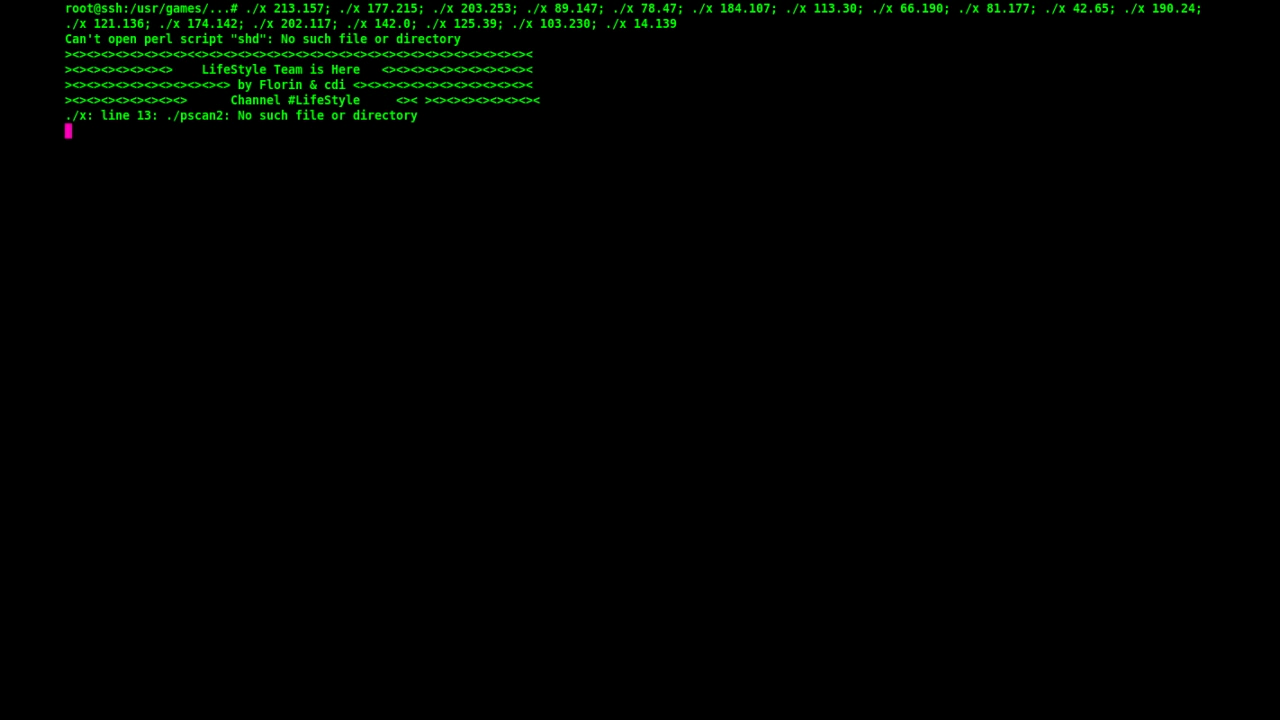 root@ssh:/usr/games/...# ./x 213.157; ./x 177.215; ./x 203.253; ./x 89.147; ./x 78.47; ./x 184.107; ./x 113.30; ./x 66.190; ./x 81.177; ./x 42.65; ./x 190.24;
./x 121.136; ./x 174.142; ./x 202.117; ./x 142.0; ./x 125.39; ./x 103.230; ./x 14.139
Can't open perl script "shd": No such file or directory
><><><><><><><><><<><><><><><><><><><><><><><><><><><><><><><><><
><><><><><><><>    LifeStyle Team is Here   <><><><><><><><><><><
><><><><><><><><><><><> by Florin & cdi <><><><><><><><><><><><><
><><><><><><><><>      Channel #LifeStyle     <>< ><><><><><><><><
./x: line 13: ./pscan2: No such file or directory